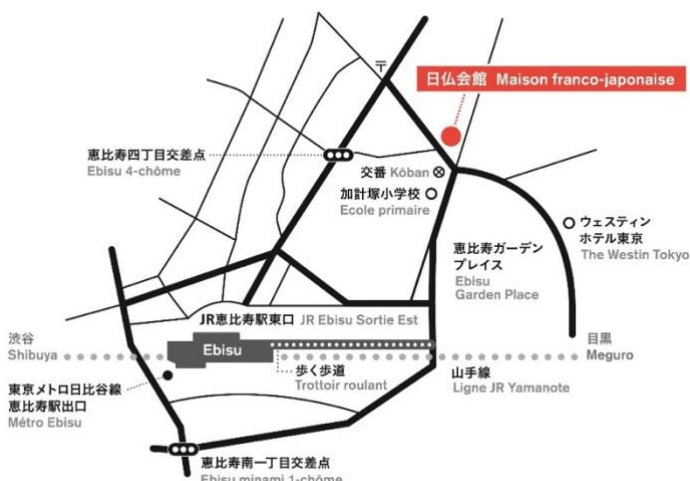 〒
日仏会館 Maison franco-japonaise
恵比寿四丁目交差点
Ebisu 4-chôme
交番 Kôban
加計塚小学校
Ecole primaire
ウェスティン
ホテル東京
The Westin Tokyo
恵比寿ガーデン
プレイス
Ebisu
Garden Place
JR恵比寿駅東口 JR Ebisu Sortie Est
渋谷
Shibuya
Ebisu
目黒
Meguro
歩く歩道
Trottoir roulant
山手線
Ligne JR Yamanote
東京メトロ日比谷線
恵比寿駅出口
Métro Ebisu
恵比寿南一丁目交差点
Ebisu minami 1-chôme